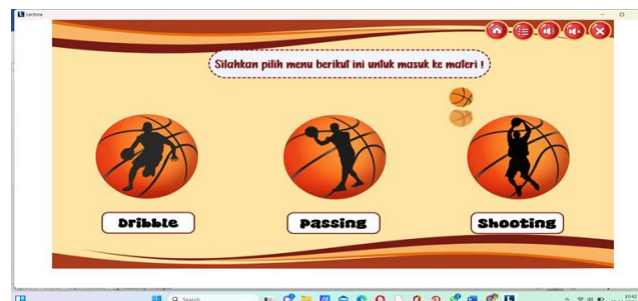 Lectora
Silahkan pilih menu berikut ini untuk masuk ke materi !
Dribble
Passing
Shooting
Search